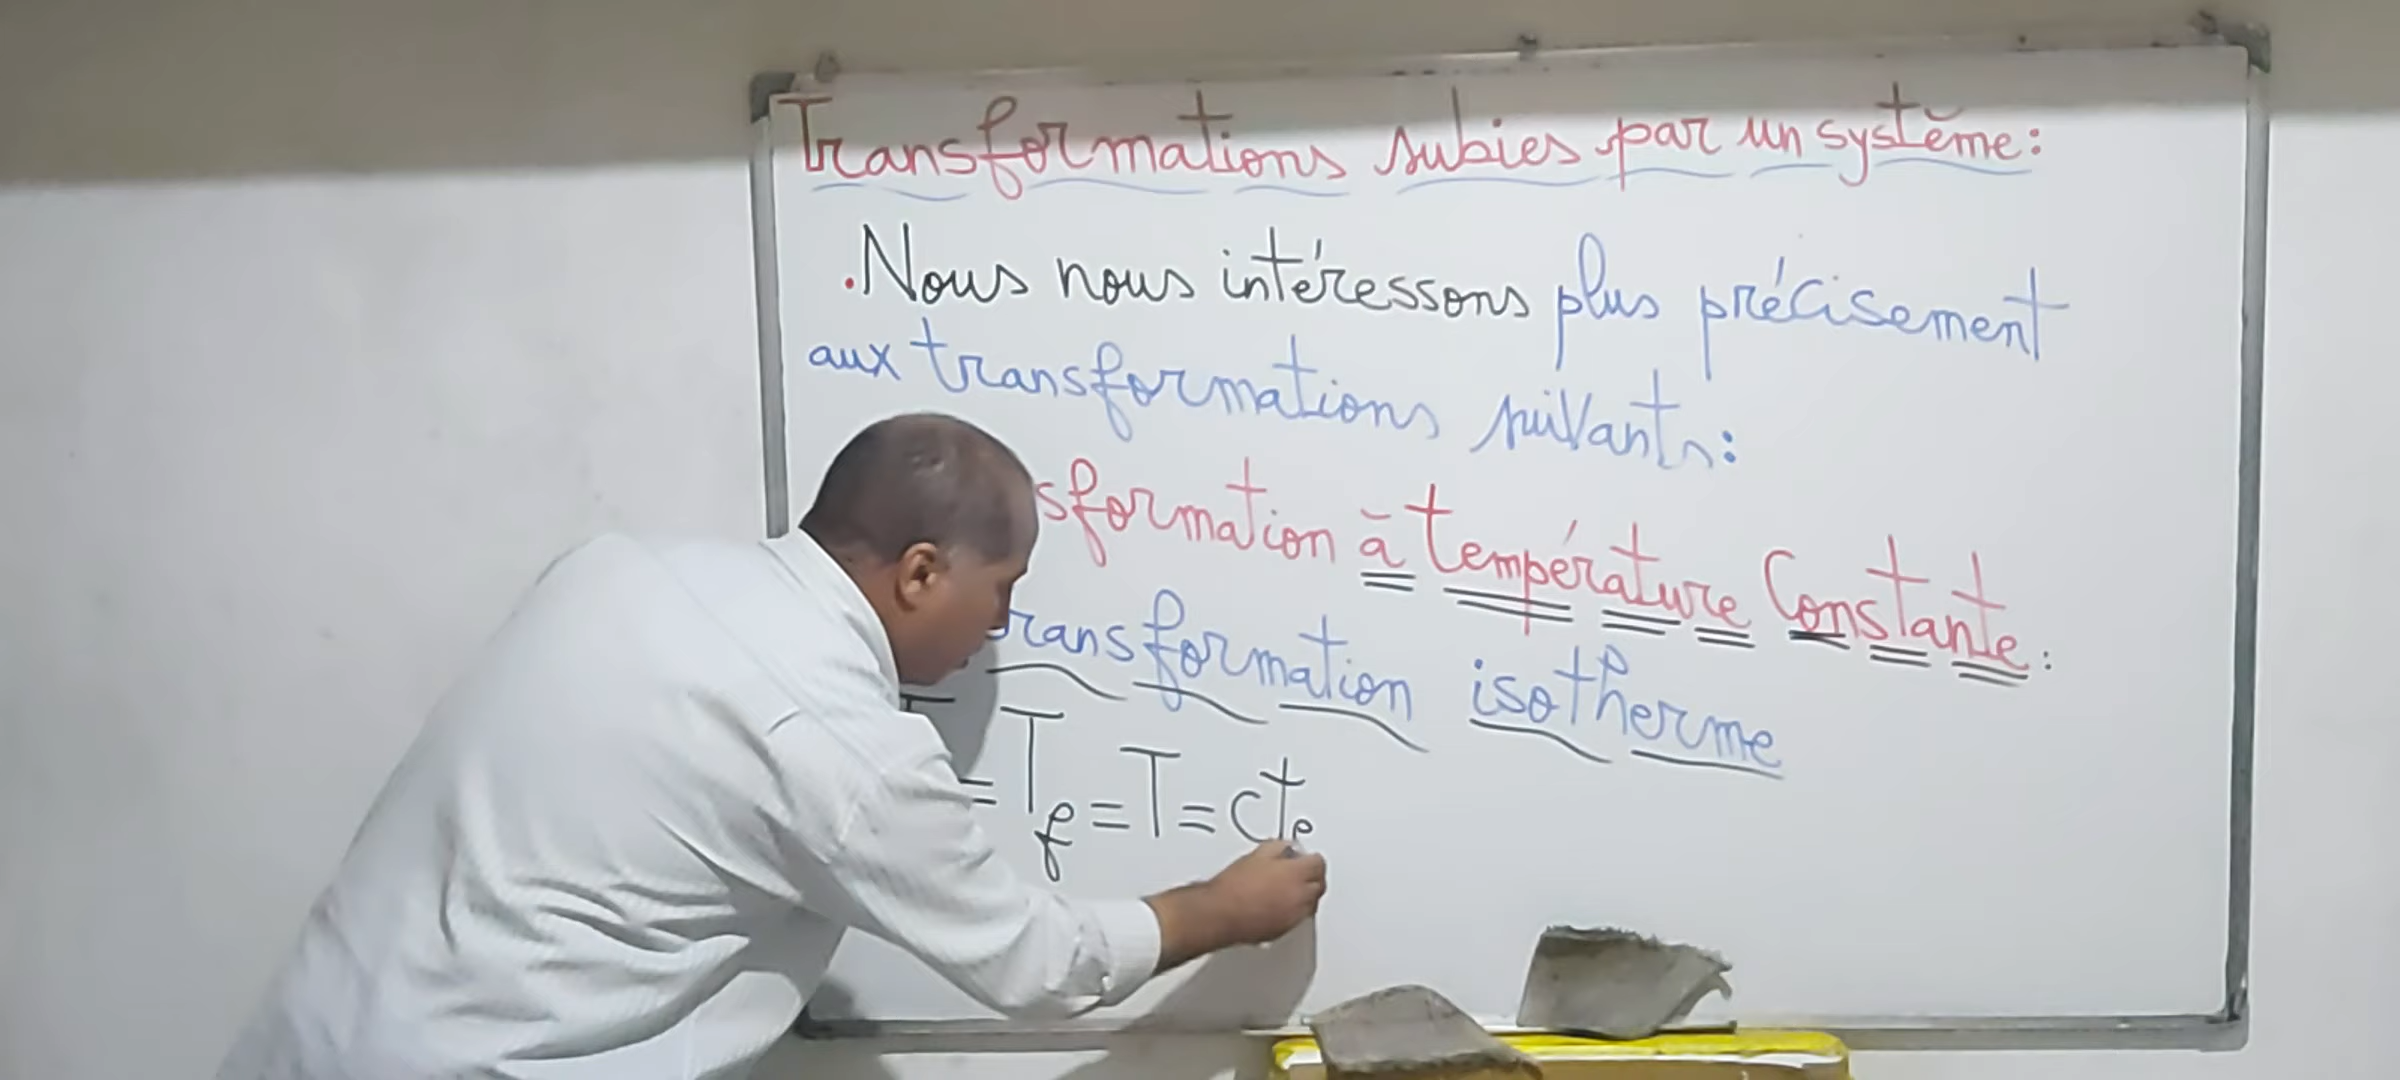 Transformations subies par un système:
.Nous nous intéressons plus précisement
aux transformations suivants:
sformation à température Constante:
ransformation isotherme
= Tf = T = cte